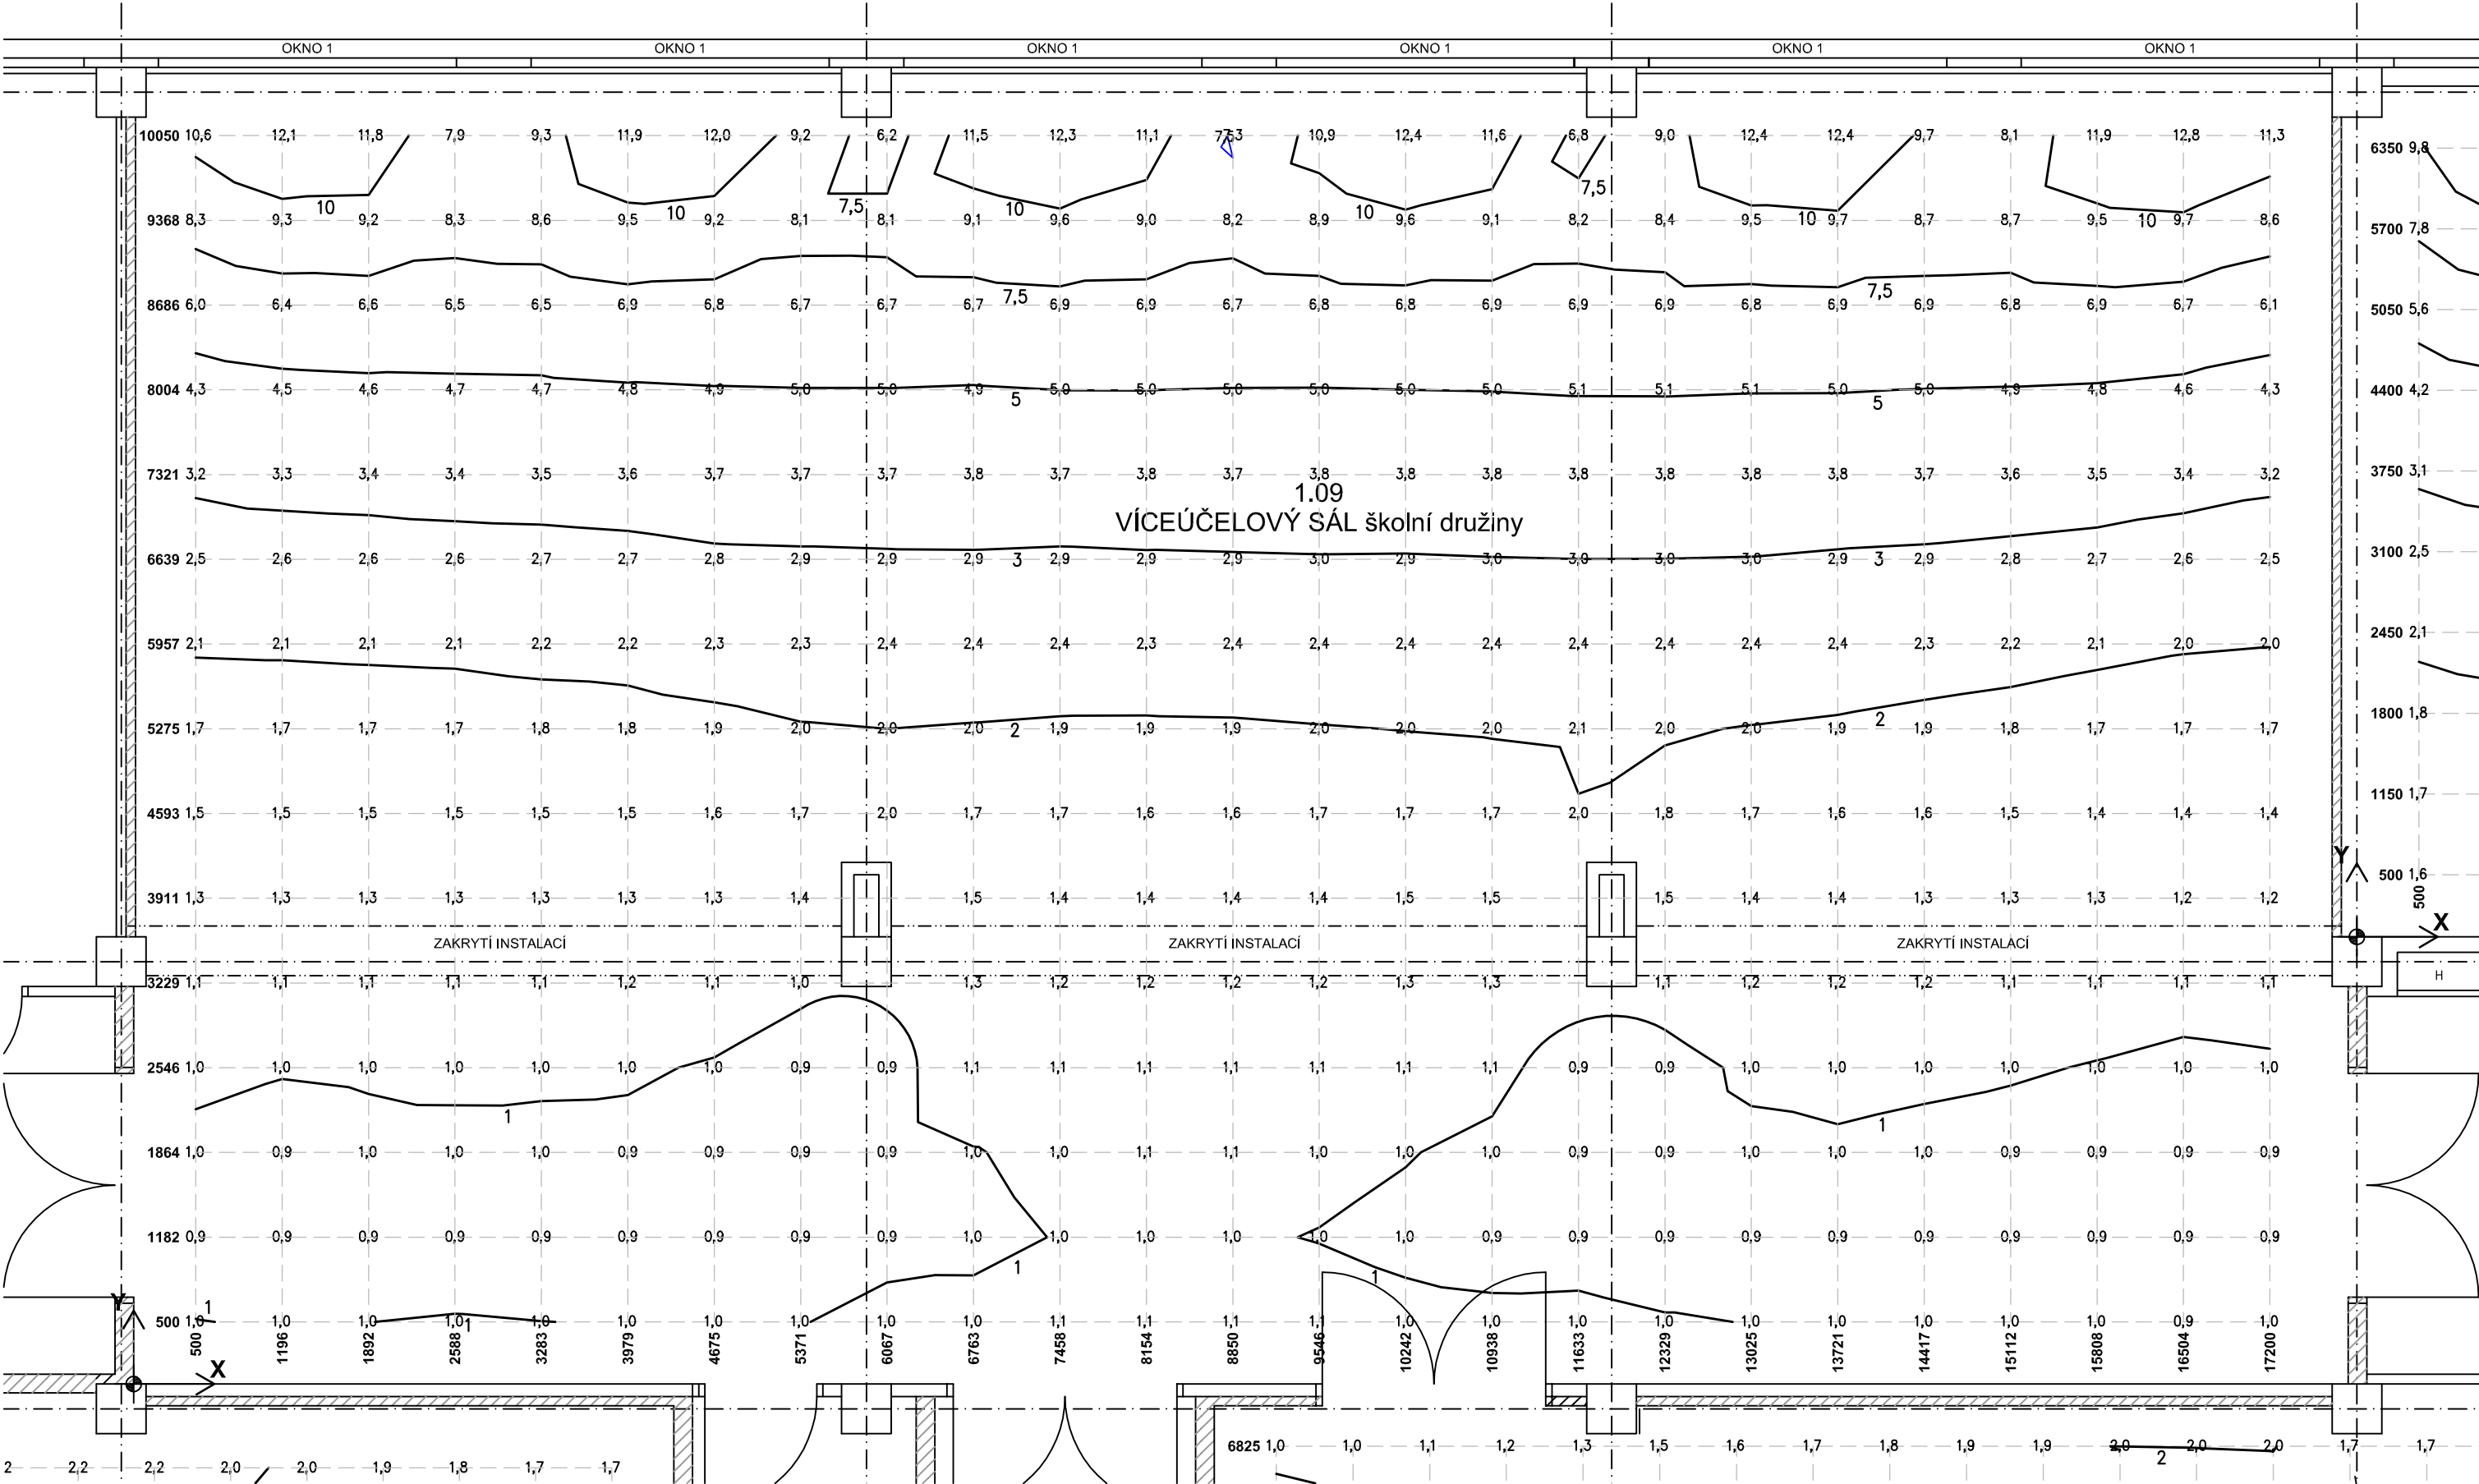 OKNO 1 OKNO 1 OKNO 1 OKNO 1 OKNO 1 OKNO 1
10050 10,6 12,1 11,8 7,9 9,3 11,9 12,0 9,2 6,2 11,5 12,3 11,1 10,9 12,4 11,6 6,8 9,0 12,4 12,4 9,7 8,1 11,9 12,8 11,3
6350 9,8
10 10 7,5 10 10 7,5 10 10
9368 8,3 9,3 9,2 8,3 8,6 9,5 9,2 8,1 8,1 9,1 9,6 9,0 8,2 8,9 9,6 9,1 8,2 8,4 9,5 9,7 8,7 8,7 9,5 9,7 8,6
5700 7,8
7,5 7,5
8686 6,0 6,4 6,6 6,5 6,5 6,9 6,8 6,7 6,7 6,7 6,9 6,9 6,7 6,8 6,8 6,9 6,9 6,9 6,8 6,9 6,9 6,8 6,9 6,7 6,1
5050 5,6
8004 4,3 4,5 4,6 4,7 4,7 4,8 4,9 5,0 5,0 4,9 5,0 5,0 5,0 5,0 5,0 5,0 5,1 5,1 5,1 5,0 5,0 4,9 4,8 4,6 4,3
4400 4,2
5 5
7321 3,2 3,3 3,4 3,4 3,5 3,6 3,7 3,7 3,7 3,8 3,7 3,8 3,7 3,8 3,8 3,8 3,8 3,8 3,8 3,8 3,7 3,6 3,5 3,4 3,2
3750 3,1
1.09
VÍCEÚČELOVÝ SÁL školní družiny
6639 2,5 2,6 2,6 2,6 2,7 2,7 2,8 2,9 2,9 2,9 2,9 2,9 2,9 3,0 2,9 3,0 3,0 3,0 3,0 2,9 2,9 2,8 2,7 2,6 2,5
3100 2,5
3 3
5957 2,1 2,1 2,1 2,1 2,2 2,2 2,3 2,3 2,4 2,4 2,4 2,3 2,4 2,4 2,4 2,4 2,4 2,4 2,4 2,4 2,3 2,2 2,1 2,0 2,0
2450 2,1
5275 1,7 1,7 1,7 1,7 1,8 1,8 1,9 2,0 2,0 2,0 1,9 1,9 1,9 2,0 2,0 2,0 2,1 2,0 2,0 1,9 1,9 1,8 1,7 1,7 1,7
1800 1,8
2 2
4593 1,5 1,5 1,5 1,5 1,5 1,5 1,6 1,7 2,0 1,7 1,7 1,6 1,6 1,7 1,7 1,7 2,0 1,8 1,7 1,6 1,6 1,5 1,4 1,4 1,4
1150 1,7
Y
500 1,6
3911 1,3 1,3 1,3 1,3 1,3 1,3 1,3 1,4 1,5 1,4 1,4 1,4 1,4 1,5 1,5 1,5 1,4 1,4 1,3 1,3 1,3 1,2 1,2
500
X
ZAKRYTÍ INSTALACÍ ZAKRYTÍ INSTALACÍ ZAKRYTÍ INSTALACÍ
H
3229 1,1 1,1 1,1 1,1 1,1 1,2 1,1 1,0 1,3 1,2 1,2 1,2 1,2 1,3 1,3 1,1 1,2 1,2 1,2 1,1 1,1 1,1 1,1
2546 1,0 1,0 1,0 1,0 1,0 1,0 1,0 0,9 0,9 1,1 1,1 1,1 1,1 1,1 1,1 1,1 0,9 0,9 1,0 1,0 1,0 1,0 1,0 1,0 1,0
1 1
1864 1,0 0,9 1,0 1,0 1,0 0,9 0,9 0,9 0,9 1,0 1,0 1,1 1,1 1,0 1,0 1,0 0,9 0,9 1,0 1,0 1,0 0,9 0,9 0,9 0,9
1182 0,9 0,9 0,9 0,9 0,9 0,9 0,9 0,9 0,9 1,0 1,0 1,0 1,0 1,0 1,0 0,9 0,9 0,9 0,9 0,9 0,9 0,9 0,9 0,9 0,9
1 1
Y 1
500 1,0 1,0 1,0 1,0 1,0 1,0 1,0 1,0 1,0 1,0 1,1 1,1 1,1 1,1 1,0 1,0 1,0 1,0 1,0 1,0 1,0 1,0 1,0 0,9 1,0
1
500 1196 1892 2588 3283 3979 46775 5371 6067 6763 74588 8154 8850 9546 10242 109388 116333 123299 130255 137211 144177 15112 158088 165044 172000
X
6825 1,0 1,0 1,1 1,2 1,3 1,5 1,6 1,7 1,8 1,9 1,9 2,0 2,0 2,0 1,7 1,7
2
2 2,2 2,2 2,0 2,0 1,9 1,8 1,7 1,7